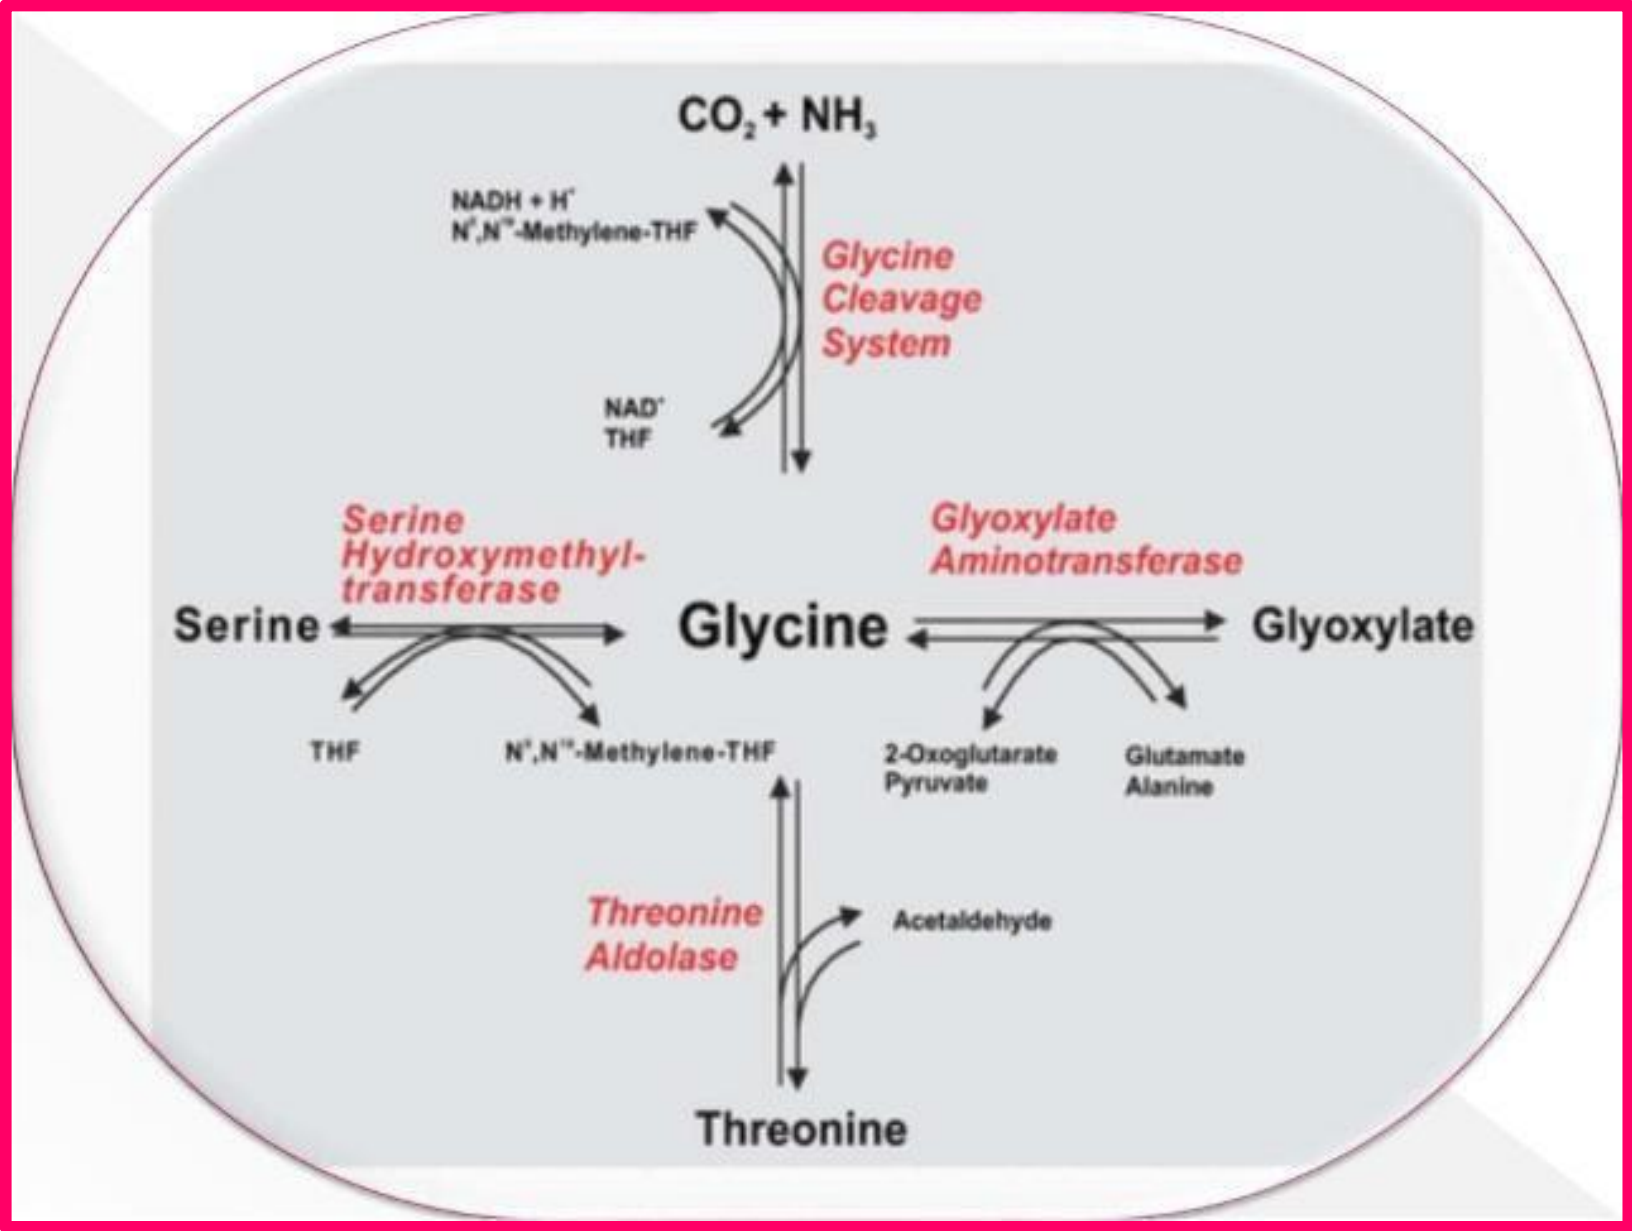 CO₂ + NH₃
NADH + H⁺
N⁵,N¹⁰-Methylene-THF
Glycine
Cleavage
System
NAD⁺
THF
Serine
Hydroxymethyl-
transferase
Glyoxylate
Aminotransferase
Serine
Glycine
Glyoxylate
THF
N⁵,N¹⁰-Methylene-THF
2-Oxoglutarate
Pyruvate
Glutamate
Alanine
Threonine
Aldolase
Acetaldehyde
Threonine